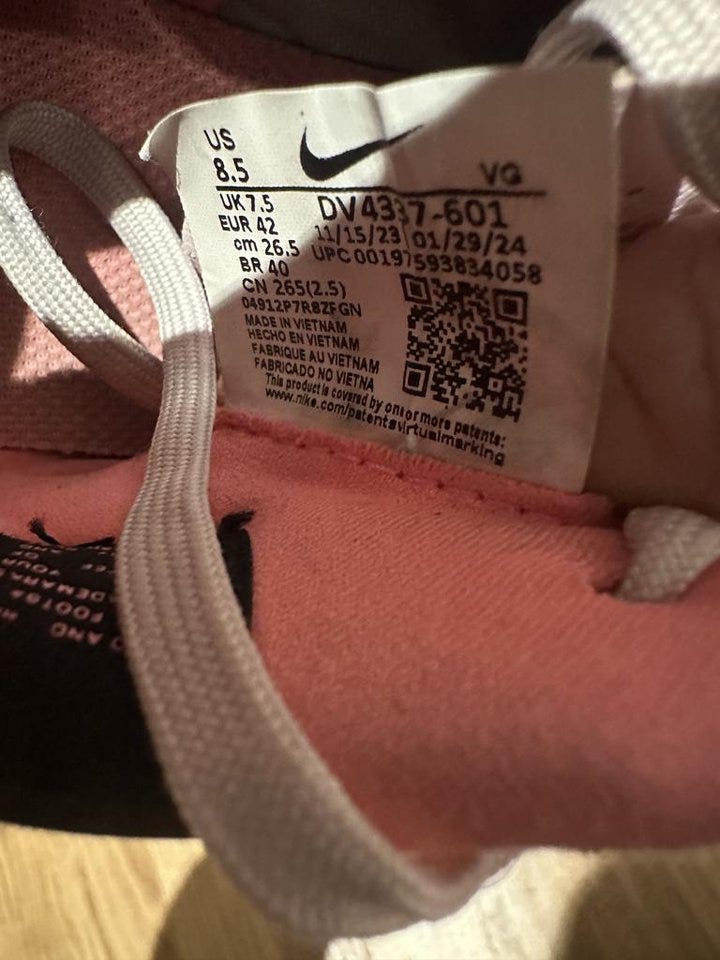 US
8.5
VG
UK 7.5
DV4337-601
EUR 42
11/15/23 01/29/24
cm 26.5
UPC 00197593834058
BR 40
CN 265(2.5)
04912P7R8ZFGN
MADE IN VIETNAM
HECHO EN VIETNAM
FABRIQUE AU VIETNAM
FABRICADO NO VIETNA
This product is covered by one or more patents:
www.nike.com/patentsvirtualmarking
AND